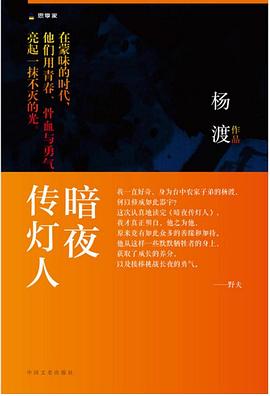 思享家
在蒙昧的时代，
他们用青春、骨血与勇气，
亮起一抹不灭的光。
杨渡
作品
暗夜
传灯人
我一直好奇，身为台中农家子弟的杨渡，
何以修成如此器宇？
这次认真地读完《暗夜传灯人》，
我才真正明白，他之为他，
原来竟有如此众多的善缘和加持。
他从这样一些默默牺牲者的身上，
获取了成长的养分，
以及接棒挑战长夜的勇气。
——野夫
中国文史出版社